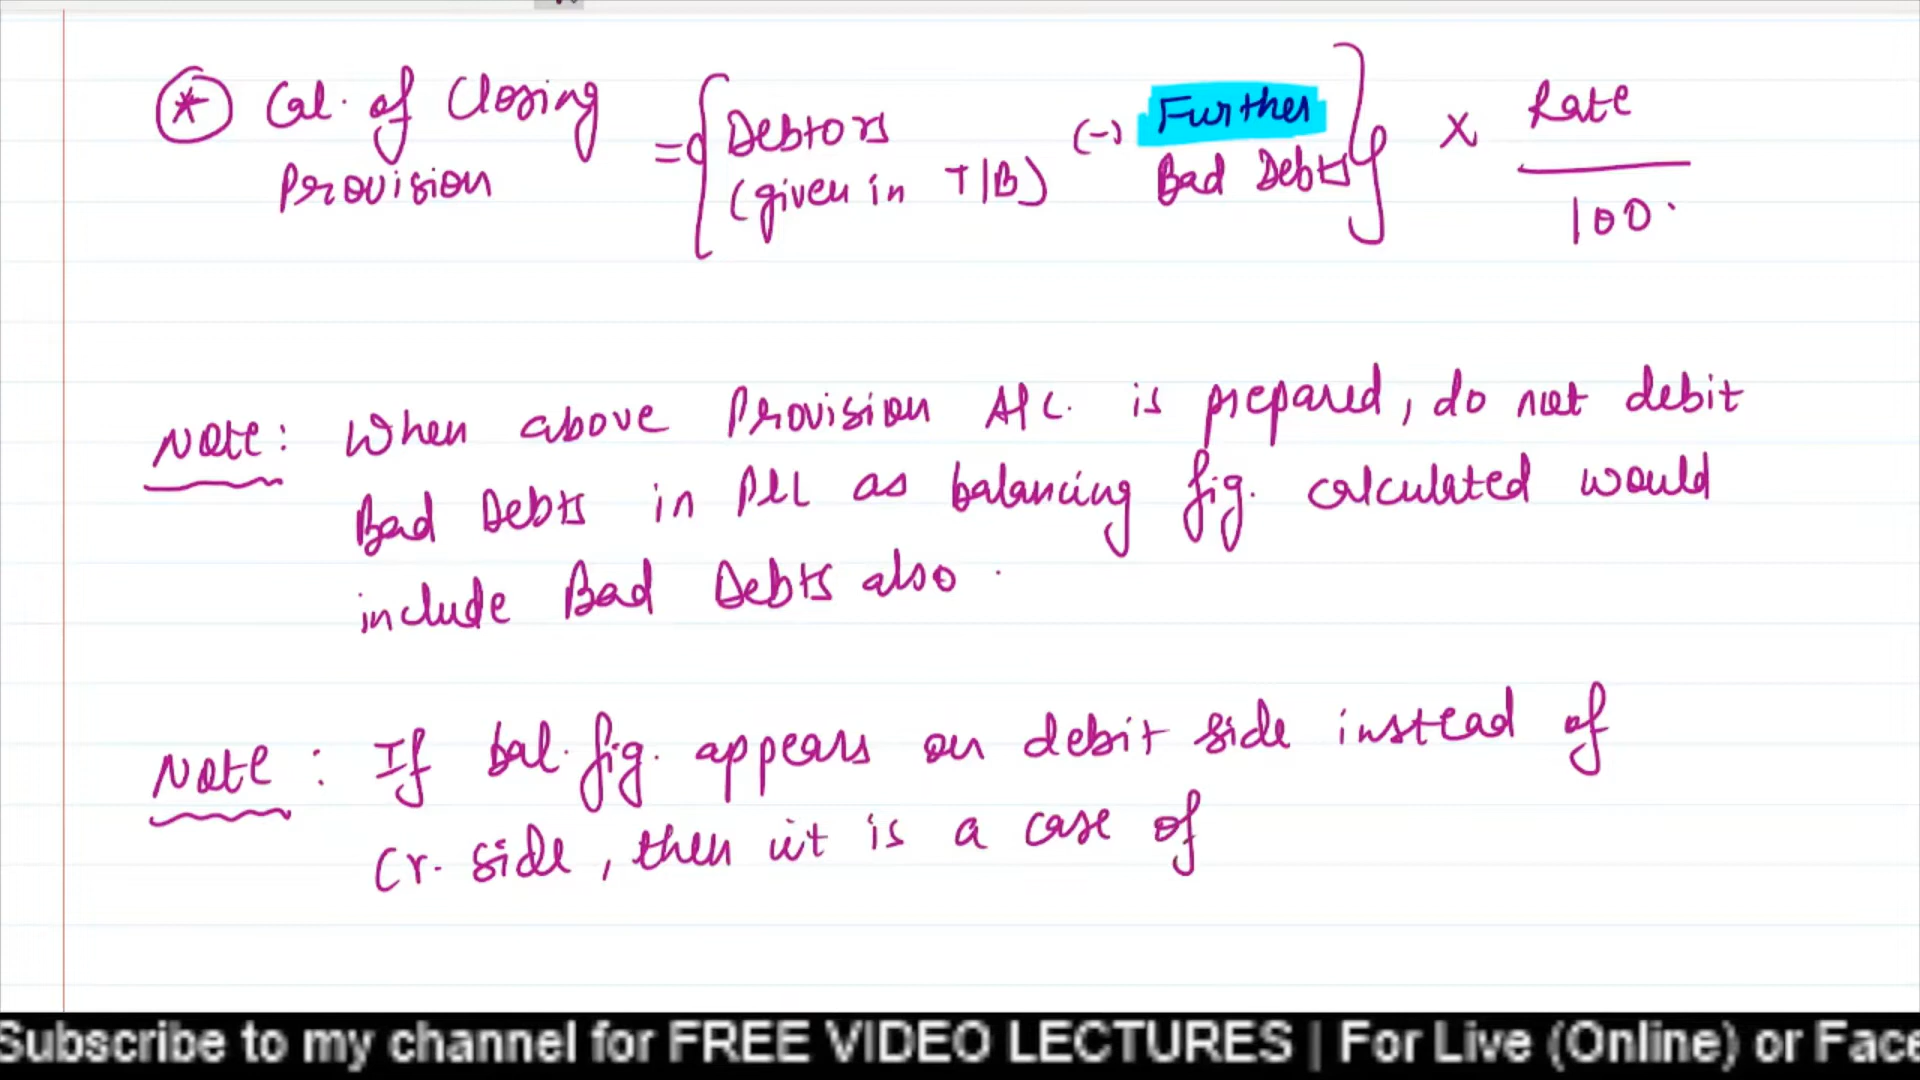 * Cal. of Closing Provision = { Debtors (given in T/B) (-) Further Bad Debts } x Rate / 100.
Note: When above Provision A/C. is prepared, do not debit
Bad Debts in P&L as balancing fig. calculated would
include Bad Debts also.
Note: If bal. fig. appears on debit side instead of
Cr. side, then it is a case of
Subscribe to my channel for FREE VIDEO LECTURES | For Live (Online) or Face